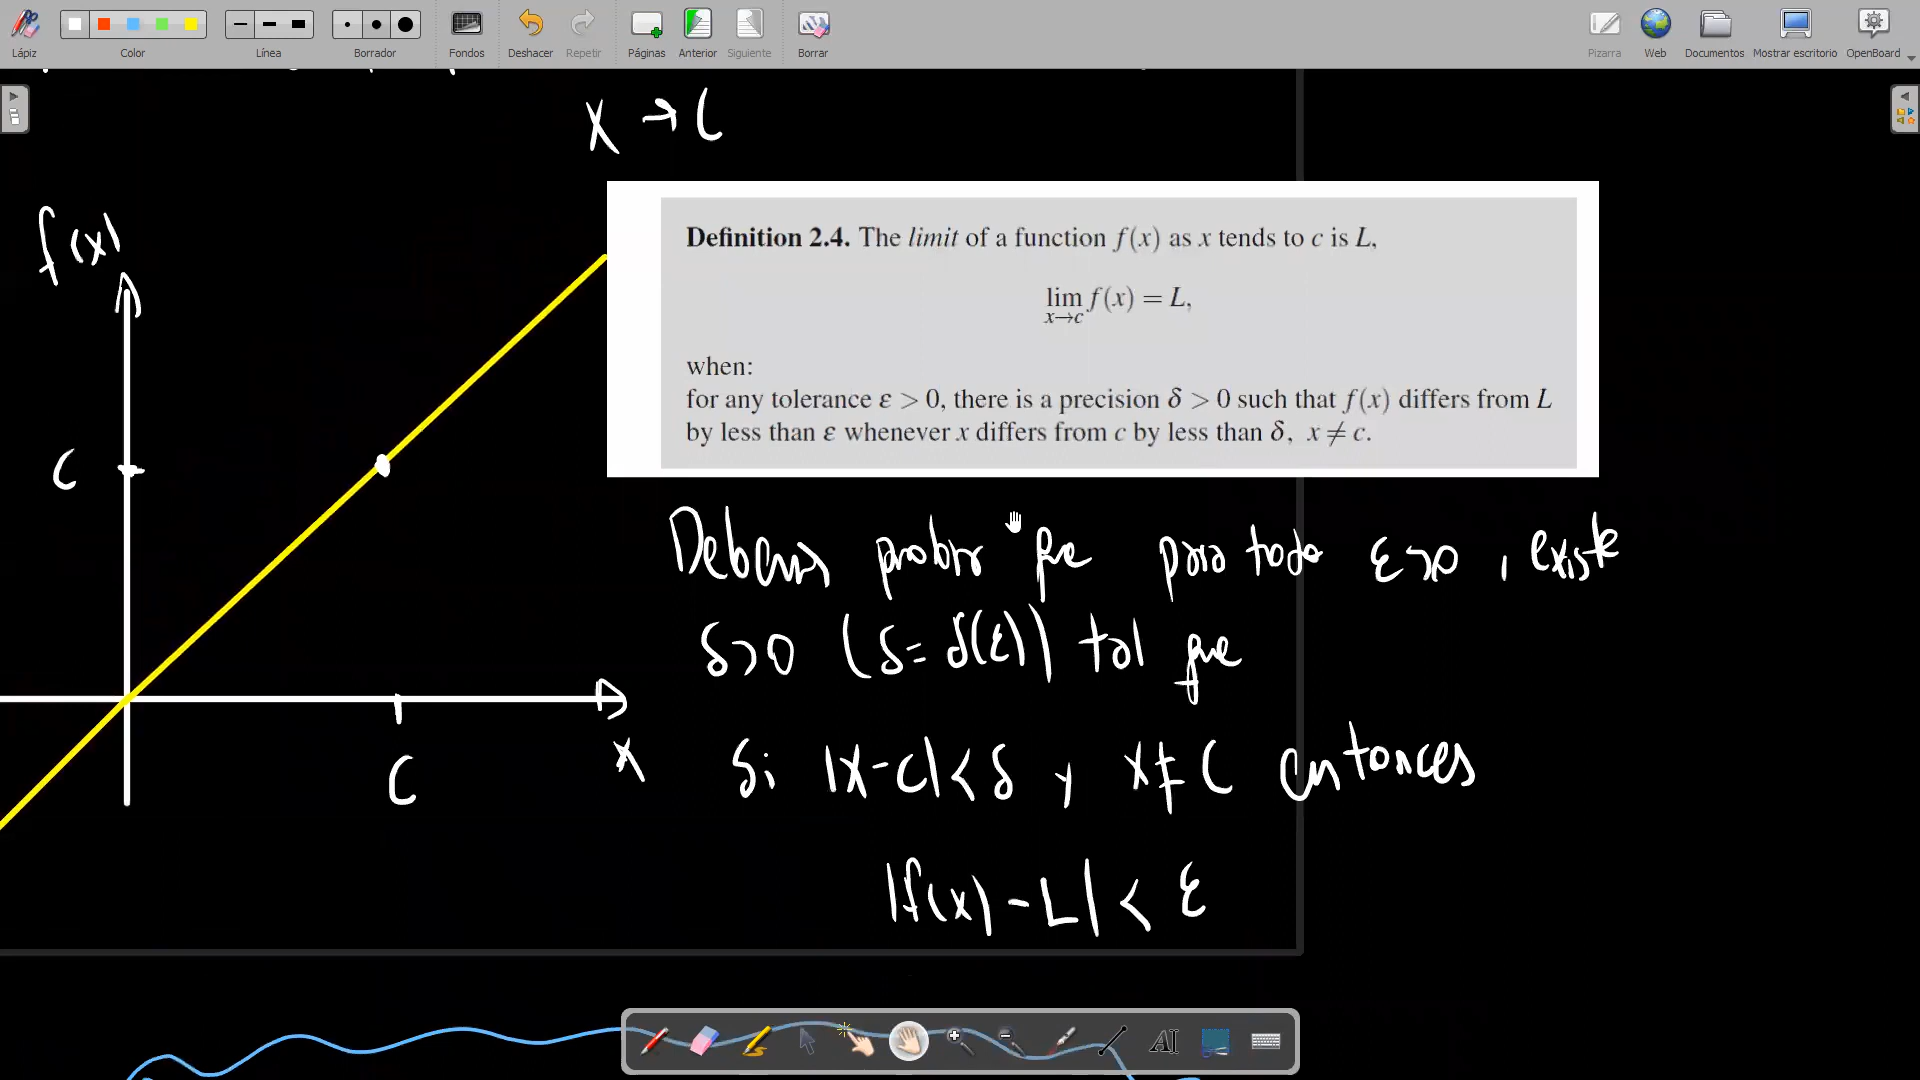 Lápiz
Color
Línea
Borrador
Fondos
Deshacer
Repetir
Páginas
Anterior
Siguiente
Borrar
Pizarra
Web
Documentos
Mostrar escritorio
OpenBoard
x → c
f(x)
c
c
x
Definition 2.4. The limit of a function f(x) as x tends to c is L,
lim f(x) = L,
x→c
when:
for any tolerance ε > 0, there is a precision δ > 0 such that f(x) differs from L
by less than ε whenever x differs from c by less than δ, x ≠ c.
Debemos probar que para todo ε>0, existe
δ>0 (δ= δ(ε)) tal que
Si |x-c|<δ y x≠c entonces
|f(x)-L| < ε
AI